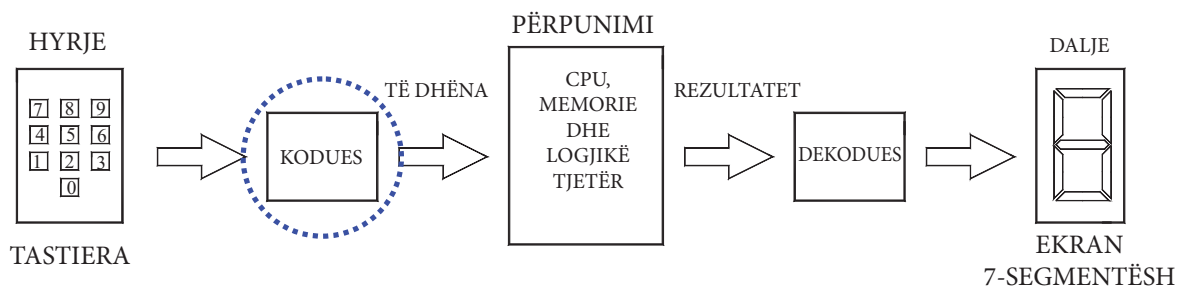 HYRJE
7 8 9
4 5 6
1 2 3
0
TASTIERA
KODUES
TË DHËNA
PËRPUNIMI
CPU,
MEMORIE
DHE
LOGJIKË
TJETËR
REZULTATET
DEKODUES
DALJE
EKRAN
7-SEGMENTËSH